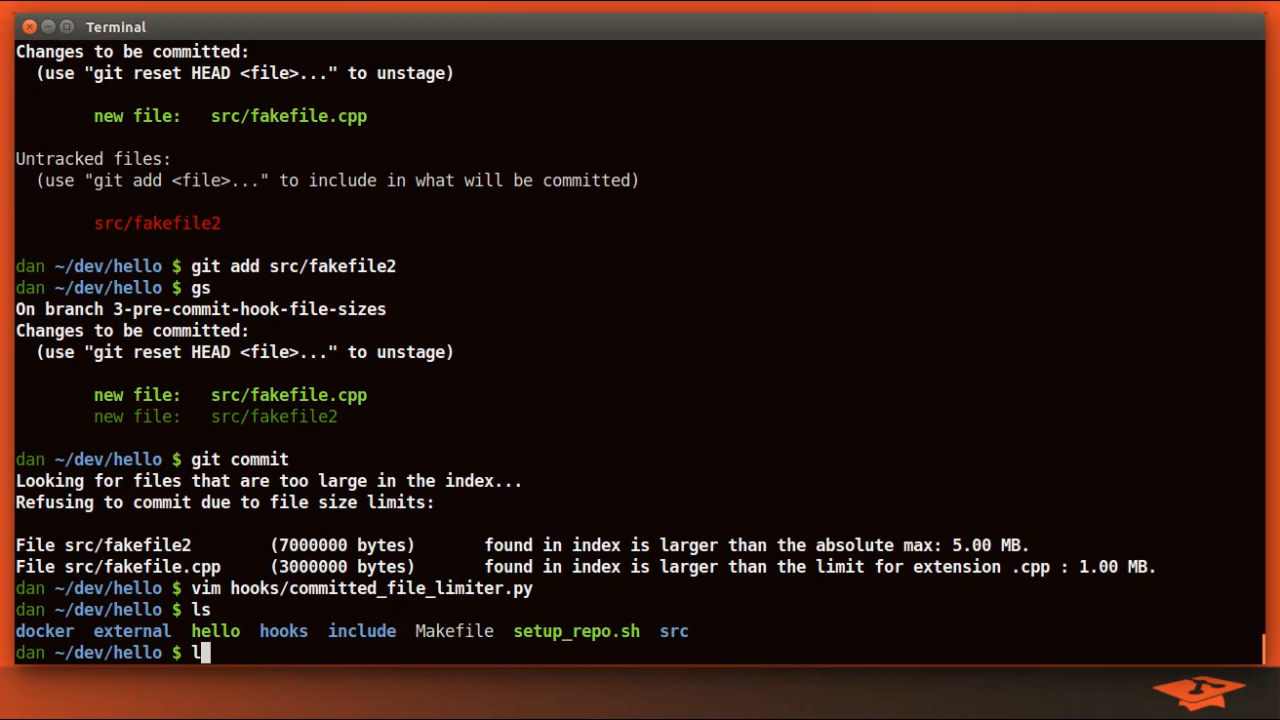 Terminal
Changes to be committed:
  (use "git reset HEAD <file>..." to unstage)
        new file:   src/fakefile.cpp
Untracked files:
  (use "git add <file>..." to include in what will be committed)
        src/fakefile2
dan ~/dev/hello $ git add src/fakefile2
dan ~/dev/hello $ gs
On branch 3-pre-commit-hook-file-sizes
Changes to be committed:
  (use "git reset HEAD <file>..." to unstage)
        new file:   src/fakefile.cpp
        new file:   src/fakefile2
dan ~/dev/hello $ git commit
Looking for files that are too large in the index...
Refusing to commit due to file size limits:
File src/fakefile2        (7000000 bytes)       found in index is larger than the absolute max: 5.00 MB.
File src/fakefile.cpp     (3000000 bytes)       found in index is larger than the limit for extension .cpp : 1.00 MB.
dan ~/dev/hello $ vim hooks/committed_file_limiter.py
dan ~/dev/hello $ ls
docker  external  hello  hooks  include  Makefile  setup_repo.sh  src
dan ~/dev/hello $ l